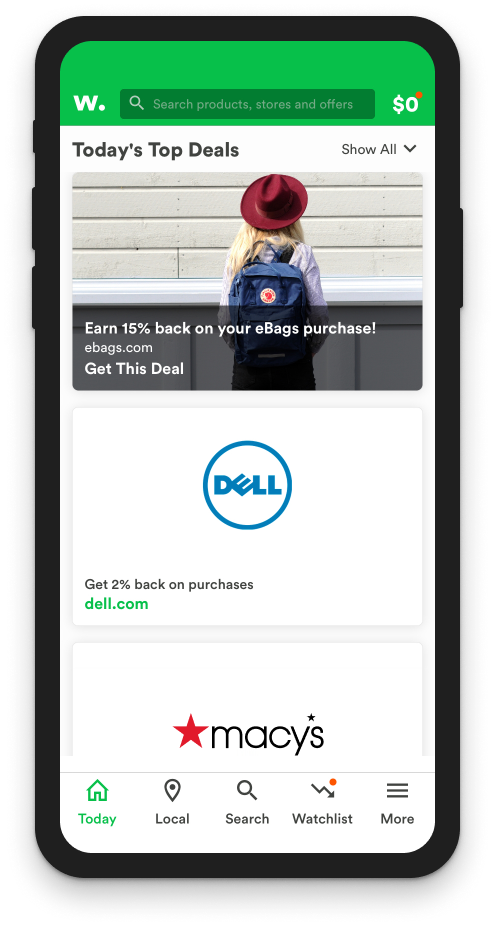 w.
Search products, stores and offers
$0
Today's Top Deals
Show All
Earn 15% back on your eBags purchase!
ebags.com
Get This Deal
DELL
Get 2% back on purchases
dell.com
macy's
Today
Local
Search
Watchlist
More